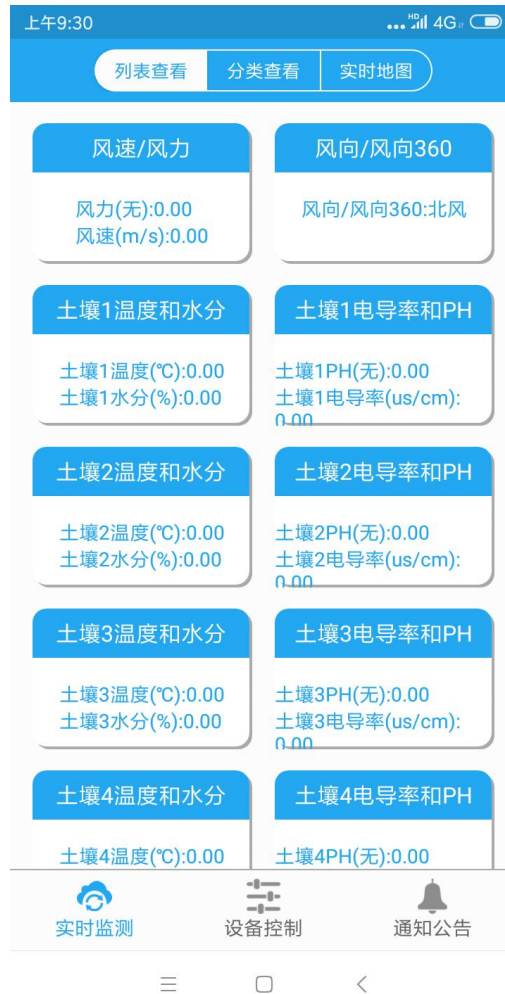 上午9:30
HD 4G
列表查看 分类查看 实时地图
风速/风力
风力(无):0.00
风速(m/s):0.00
风向/风向360
风向/风向360:北风
土壤1温度和水分
土壤1温度(℃):0.00
土壤1水分(%):0.00
土壤1电导率和PH
土壤1PH(无):0.00
土壤1电导率(us/cm):
0.00
土壤2温度和水分
土壤2温度(℃):0.00
土壤2水分(%):0.00
土壤2电导率和PH
土壤2PH(无):0.00
土壤2电导率(us/cm):
0.00
土壤3温度和水分
土壤3温度(℃):0.00
土壤3水分(%):0.00
土壤3电导率和PH
土壤3PH(无):0.00
土壤3电导率(us/cm):
0.00
土壤4温度和水分
土壤4温度(℃):0.00
土壤4电导率和PH
土壤4PH(无):0.00
实时监测 设备控制 通知公告